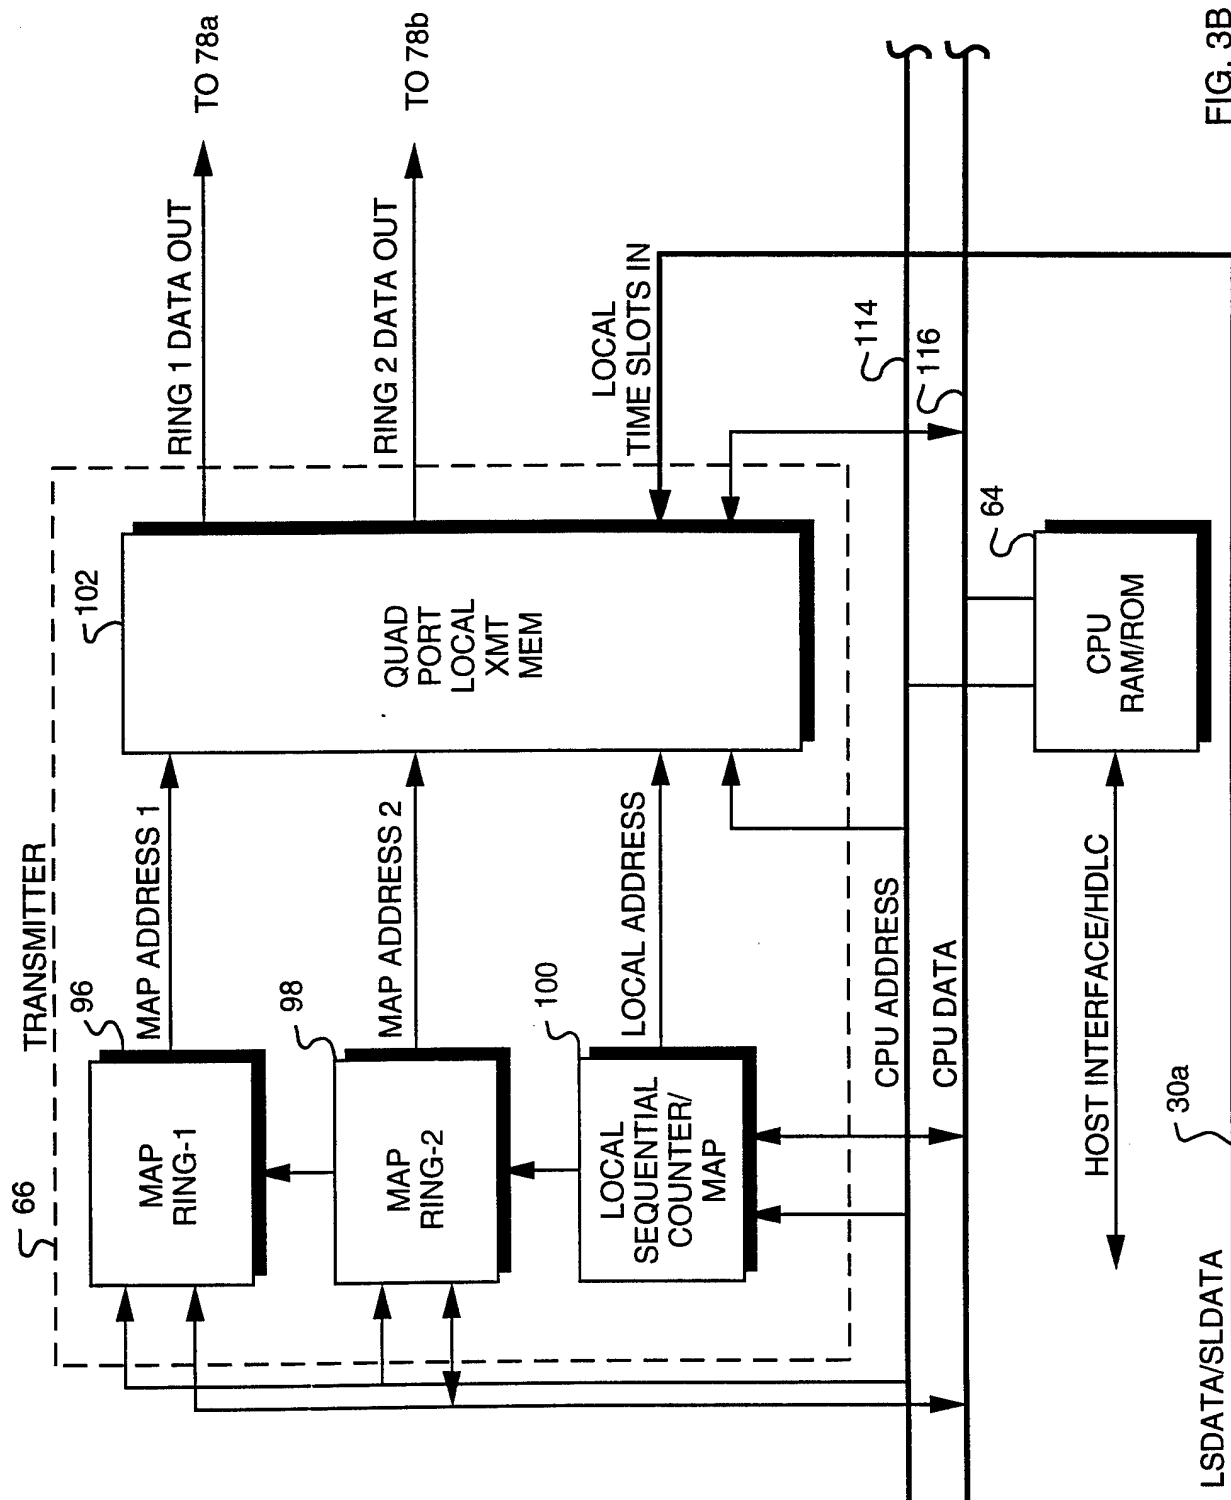 66
TRANSMITTER
96
MAP
RING-1
MAP ADDRESS 1
102
QUAD
PORT
LOCAL
XMT
MEM
RING 1 DATA OUT
TO 78a
98
MAP
RING-2
MAP ADDRESS 2
RING 2 DATA OUT
TO 78b
100
LOCAL
SEQUENTIAL
COUNTER/
MAP
LOCAL ADDRESS
LOCAL
TIME SLOTS IN
CPU ADDRESS
114
CPU DATA
116
HOST INTERFACE/HDLC
64
CPU
RAM/ROM
30a
LSDATA/SLDATA
FIG. 3B